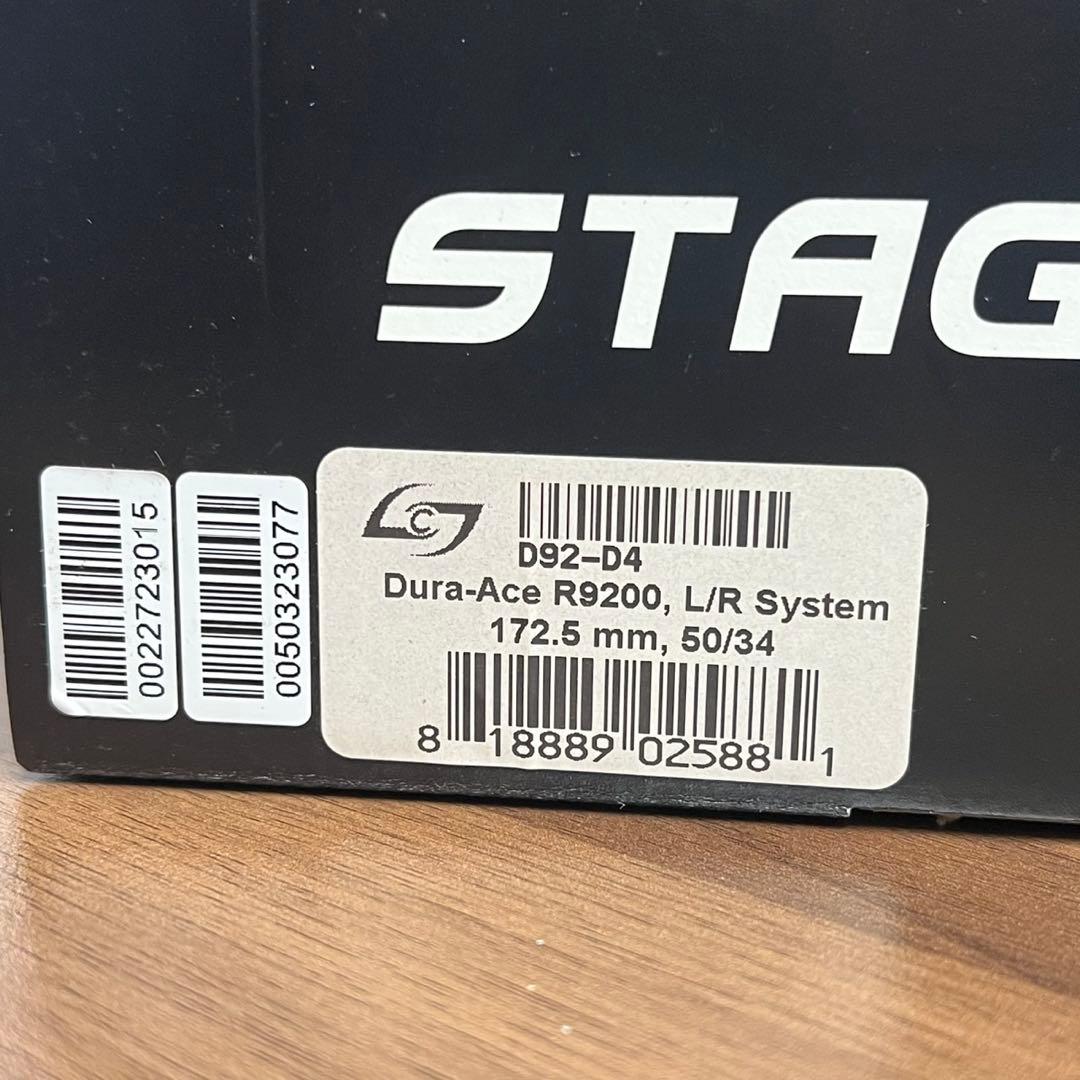 STAG
0022723015
0050323077
D92-D4
Dura-Ace R9200, L/R System
172.5 mm, 50/34
8 18889 02588 1